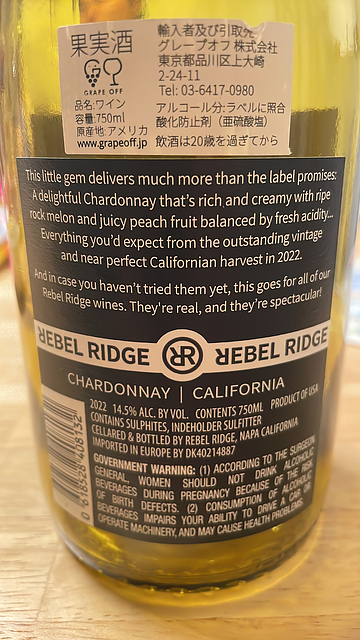 果実酒
GRAPE OFF
品名:ワイン
容量:750ml
原産地:アメリカ
www.grapeoff.jp
輸入者及び引取先
グレープオフ 株式会社
東京都品川区上大崎
2-24-11
Tel: 03-6417-0980
アルコール分:ラベルに照合
酸化防止剤（亜硫酸塩）
飲酒は20歳を過ぎてから
This little gem delivers much more than the label promises:
A delightful Chardonnay that's rich and creamy with ripe
rock melon and juicy peach fruit balanced by fresh acidity...
Everything you'd expect from the outstanding vintage
and near perfect Californian harvest in 2022.
And in case you haven't tried them yet, this goes for all of our
Rebel Ridge wines. They're real, and they're spectacular!
REBEL RIDGE RR REBEL RIDGE
CHARDONNAY | CALIFORNIA
2022 14.5% ALC. BY VOL. CONTENTS 750ML PRODUCT OF USA
CONTAINS SULPHITES, INDEHOLDER SULFITTER
CELLARED & BOTTLED BY REBEL RIDGE, NAPA CALIFORNIA
IMPORTED IN EUROPE BY DK40214887
GOVERNMENT WARNING: (1) ACCORDING TO THE SURGEON
GENERAL, WOMEN SHOULD NOT DRINK ALCOHOLIC
BEVERAGES DURING PREGNANCY BECAUSE OF THE RISK
OF BIRTH DEFECTS. (2) CONSUMPTION OF ALCOHOLIC
BEVERAGES IMPAIRS YOUR ABILITY TO DRIVE A CAR OR
OPERATE MACHINERY, AND MAY CAUSE HEALTH PROBLEMS.